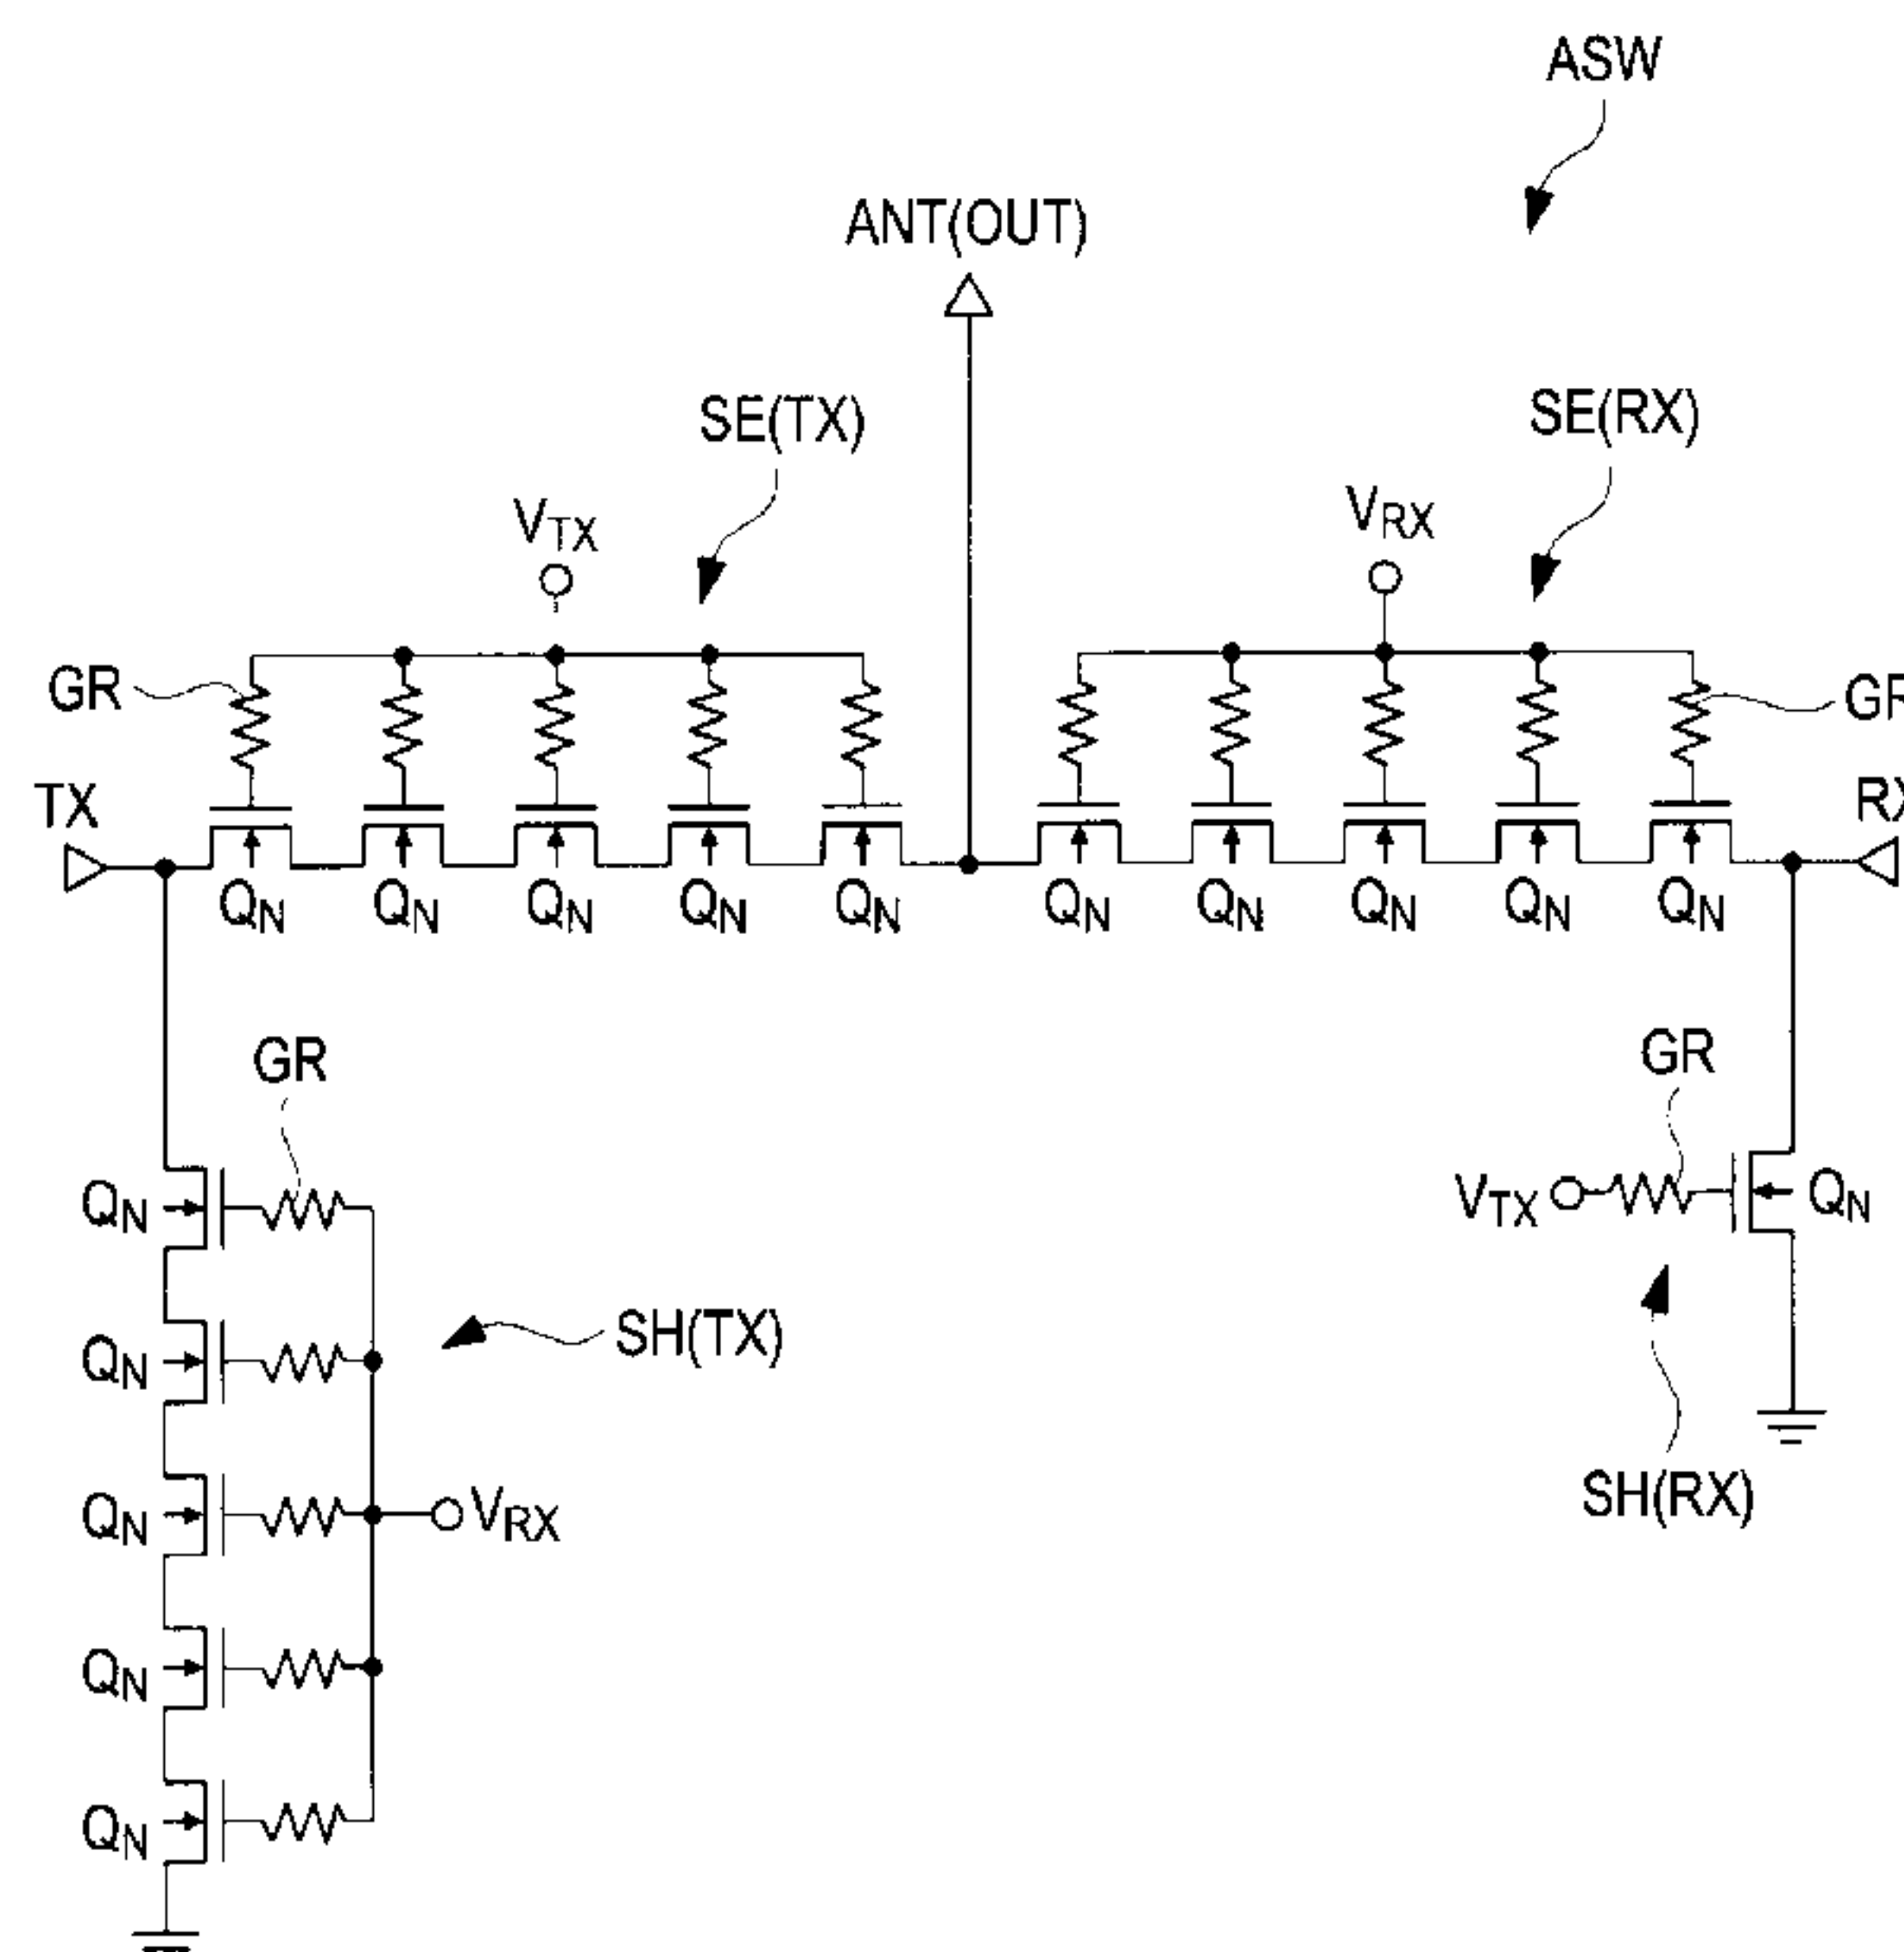 ASW
ANT(OUT)
SE(TX)
SE(RX)
VTX
VRX
GR
GR
TX
RX
QN QN QN QN QN QN QN QN QN QN
GR
GR
QN
VTX
QN
SH(TX)
QN
QN
VRX
SH(RX)
QN
QN